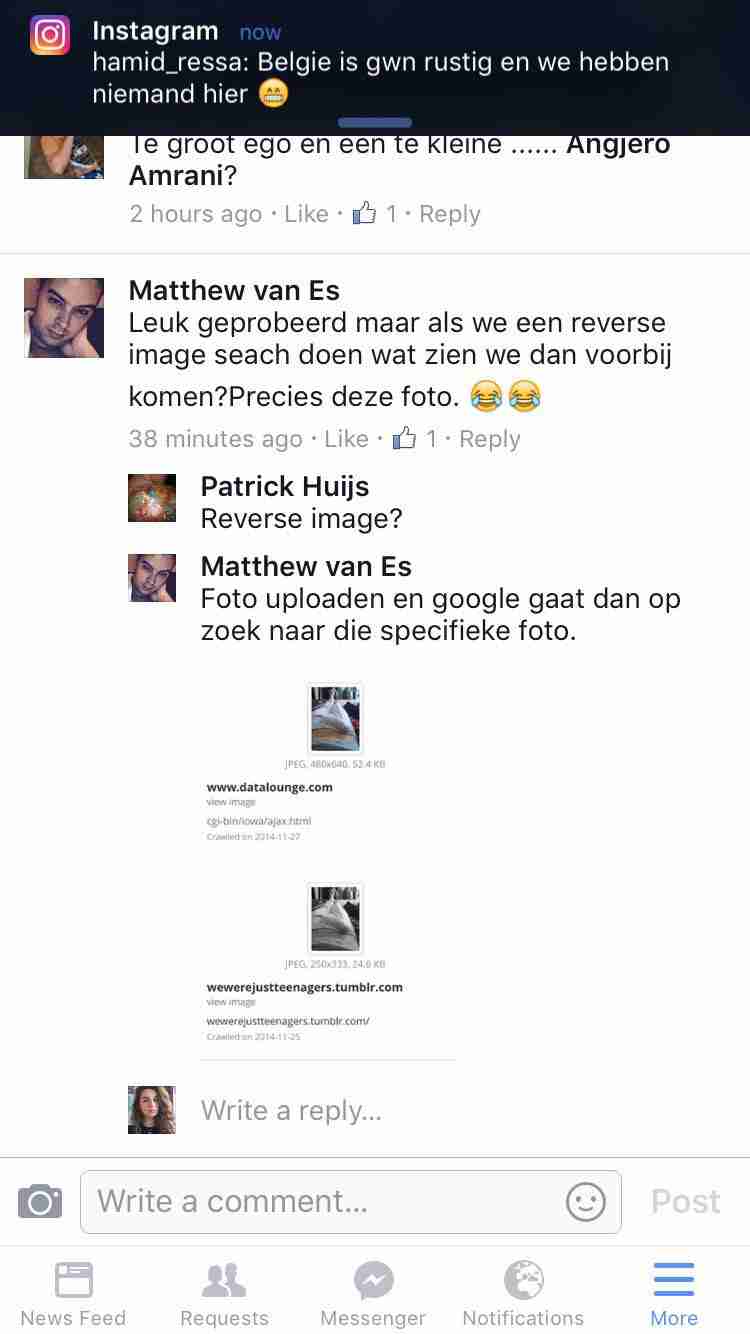 Instagram now
hamid_ressa: Belgie is gwn rustig en we hebben
niemand hier 😁
Te groot ego en een te kleine ...... Angjero
Amrani?
2 hours ago · Like · 1 · Reply
Matthew van Es
Leuk geprobeerd maar als we een reverse
image seach doen wat zien we dan voorbij
komen?Precies deze foto. 😂😂
38 minutes ago · Like · 1 · Reply
Patrick Huijs
Reverse image?
Matthew van Es
Foto uploaden en google gaat dan op
zoek naar die specifieke foto.
JPEG, 480x640, 52.4 KB
www.datalounge.com
view image
cgi-bin/iowa/ajax.html
Crawled on 2014-11-27
JPEG, 250x333, 24.6 KB
wewerejustteenagers.tumblr.com
view image
wewerejustteenagers.tumblr.com/
Crawled on 2014-11-25
Write a reply...
Write a comment...
Post
News Feed
Requests
Messenger
Notifications
More